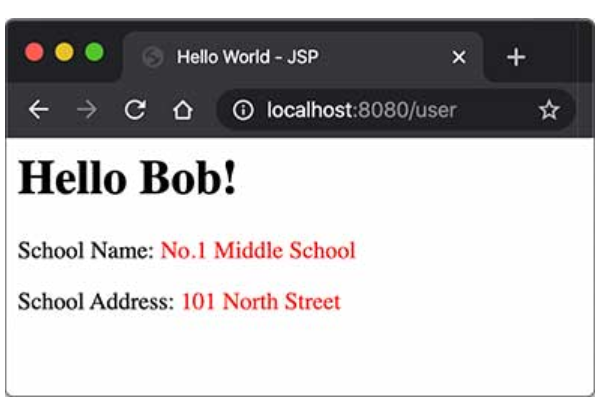 Hello World - JSP
localhost:8080/user
Hello Bob!
School Name: No.1 Middle School
School Address: 101 North Street